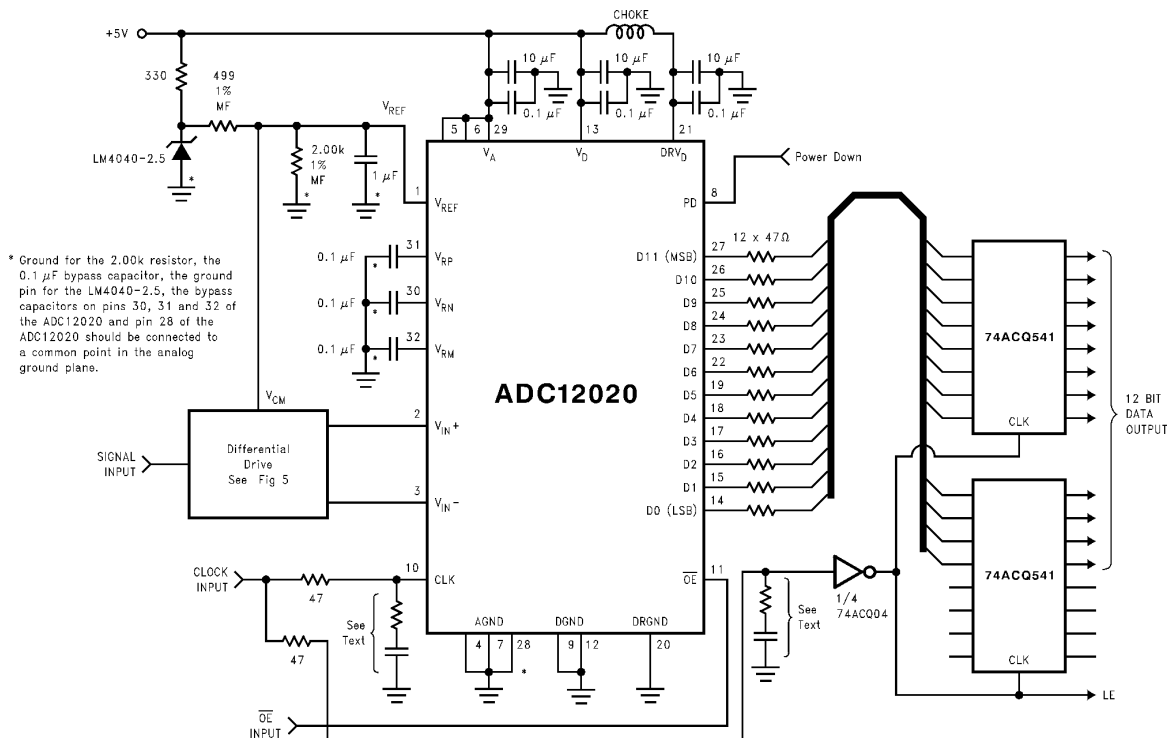 CHOKE
+5V
10 µF
10 µF
10 µF
330
499
1%
MF
V_REF
0.1 µF
0.1 µF
0.1 µF
5
6
29
13
21
V_A
V_D
DRV_D
LM4040-2.5
*
2.00k
1%
MF
*
1 µF
*
1
V_REF
8
PD
Power Down
* Ground for the 2.00k resistor, the
0.1 µF bypass capacitor, the ground
pin for the LM4040-2.5, the bypass
capacitors on pins 30, 31 and 32 of
the ADC12020 and pin 28 of the
ADC12020 should be connected to
a common point in the analog
ground plane.
0.1 µF
*
31
V_RP
0.1 µF
*
30
V_RN
0.1 µF
*
32
V_RM
ADC12020
12 x 47Ω
D11 (MSB)
27
D10
26
D9
25
D8
24
D7
23
D6
22
D5
19
D4
18
D3
17
D2
16
D1
15
D0 (LSB)
14
74ACQ541
CLK
12 BIT
DATA
OUTPUT
V_CM
SIGNAL
INPUT
Differential
Drive
See Fig 5
2
V_IN+
3
V_IN-
CLOCK
INPUT
47
10
CLK
47
See
Text
AGND
DGND
DRGND
4
7
28
*
9
12
20
OE
11
See
Text
1/4
74ACQ04
74ACQ541
CLK
LE
OE
INPUT